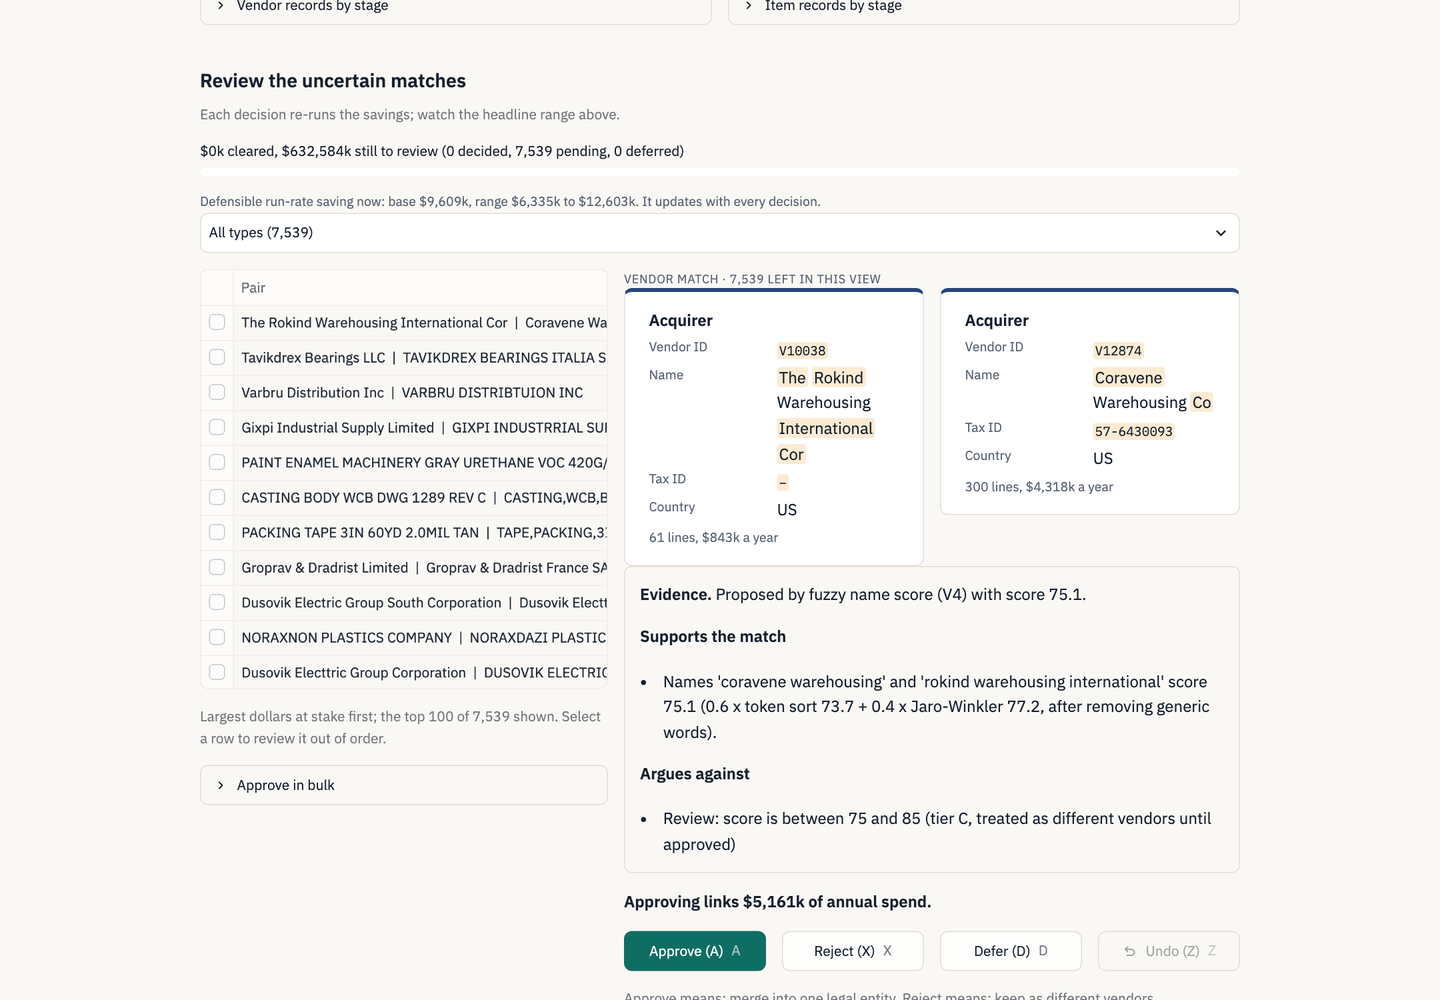 Vendor records by stage
Item records by stage
Review the uncertain matches
Each decision re-runs the savings; watch the headline range above.
$0k cleared, $632,584k still to review (0 decided, 7,539 pending, 0 deferred)
Defensible run-rate saving now: base $9,609k, range $6,335k to $12,603k. It updates with every decision.
All types (7,539)
Pair
The Rokind Warehousing International Cor | Coravene Wa
Tavikdrex Bearings LLC | TAVIKDREX BEARINGS ITALIA S
Varbru Distribution Inc | VARBRU DISTRIBTUION INC
Gixpi Industrial Supply Limited | GIXPI INDUSTRRIAL SUI
PAINT ENAMEL MACHINERY GRAY URETHANE VOC 420G/
CASTING BODY WCB DWG 1289 REV C | CASTING,WCB,B
PACKING TAPE 3IN 60YD 2.0MIL TAN | TAPE,PACKING,3
Groprav & Dradrist Limited | Groprav & Dradrist France SA
Dusovik Electric Group South Corporation | Dusovik Elect
NORAXNON PLASTICS COMPANY | NORAXDAZI PLASTIC
Dusovik Electtric Group Corporation | DUSOVIK ELECTRIC
Largest dollars at stake first; the top 100 of 7,539 shown. Select
a row to review it out of order.
Approve in bulk
VENDOR MATCH · 7,539 LEFT IN THIS VIEW
Acquirer
Vendor ID V10038
Name The Rokind
Warehousing
International
Cor
Tax ID –
Country US
61 lines, $843k a year
Acquirer
Vendor ID V12874
Name Coravene
Warehousing Co
Tax ID 57-6430093
Country US
300 lines, $4,318k a year
Evidence. Proposed by fuzzy name score (V4) with score 75.1.
Supports the match
• Names 'coravene warehousing' and 'rokind warehousing international' score
75.1 (0.6 x token sort 73.7 + 0.4 x Jaro-Winkler 77.2, after removing generic
words).
Argues against
• Review: score is between 75 and 85 (tier C, treated as different vendors until
approved)
Approving links $5,161k of annual spend.
Approve (A) A
Reject (X) X
Defer (D) D
Undo (Z) Z
Approve means: merge into one legal entity. Reject means: keep as different vendors.